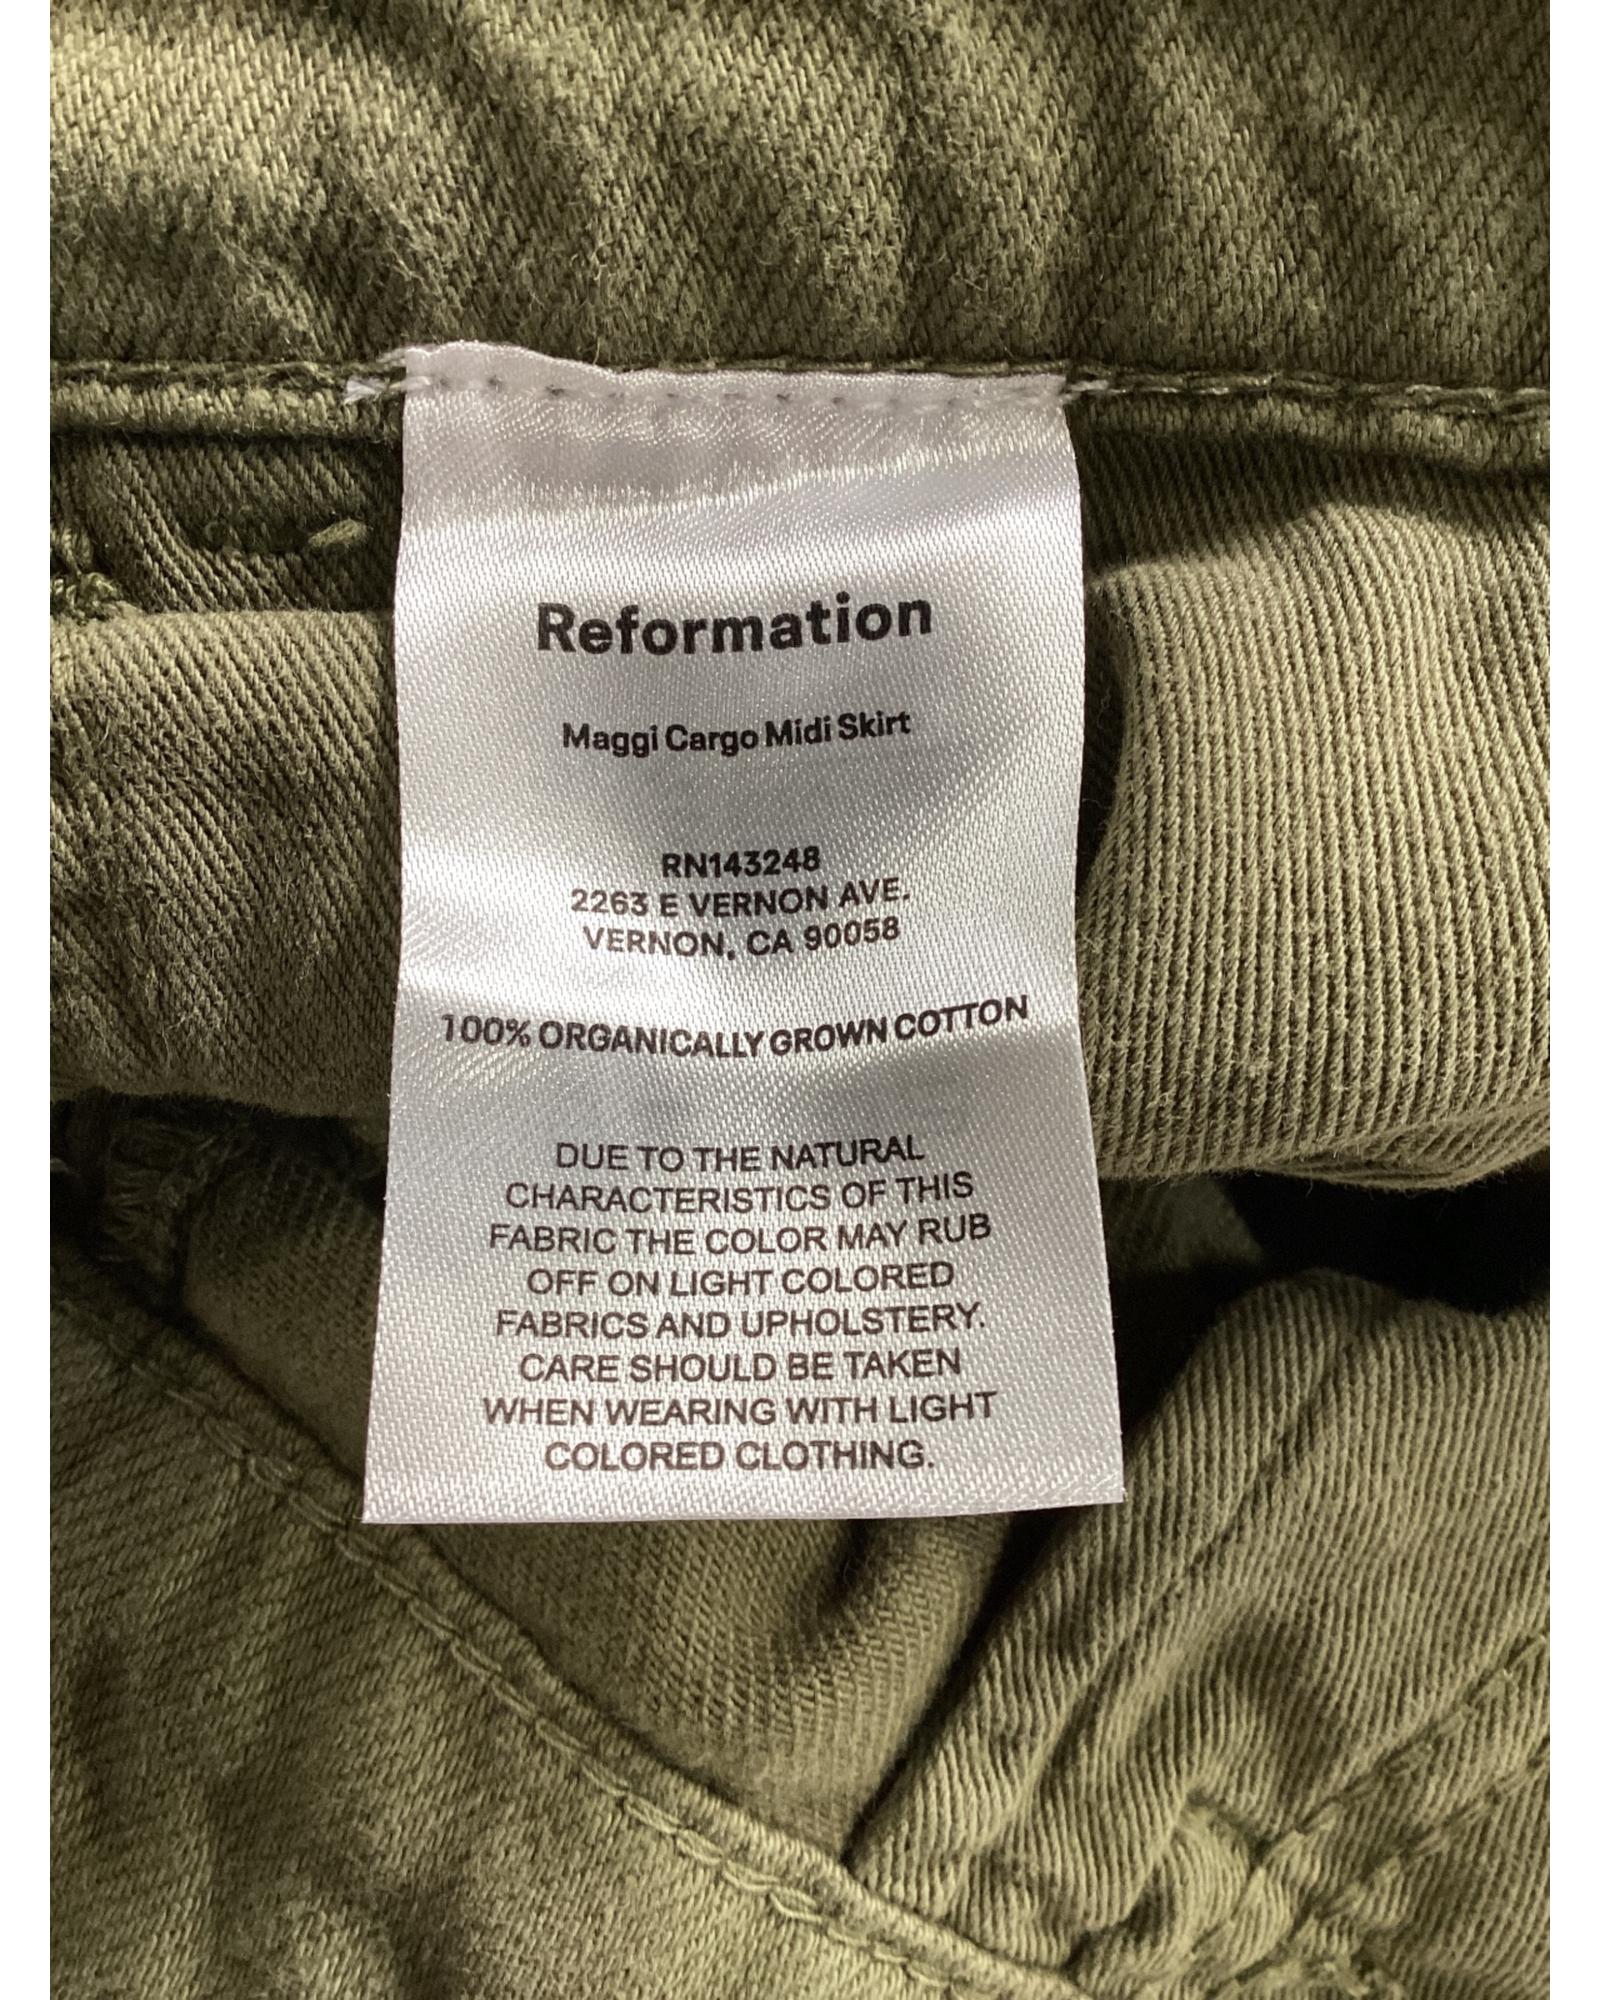 Reformation
Maggi Cargo Midi Skirt
RN143248
2263 E VERNON AVE.
VERNON, CA 90058
100% ORGANICALLY GROWN COTTON
DUE TO THE NATURAL
CHARACTERISTICS OF THIS
FABRIC THE COLOR MAY RUB
OFF ON LIGHT COLORED
FABRICS AND UPHOLSTERY.
CARE SHOULD BE TAKEN
WHEN WEARING WITH LIGHT
COLORED CLOTHING.